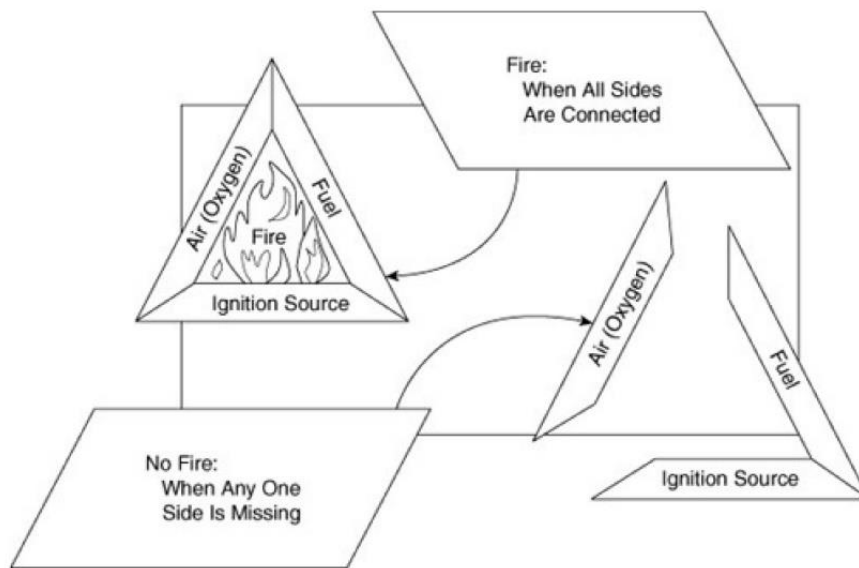 Fire:
When All Sides
Are Connected
Air (Oxygen)
Fuel
Fire
Ignition Source
Air (Oxygen)
Fuel
Ignition Source
No Fire:
When Any One
Side Is Missing